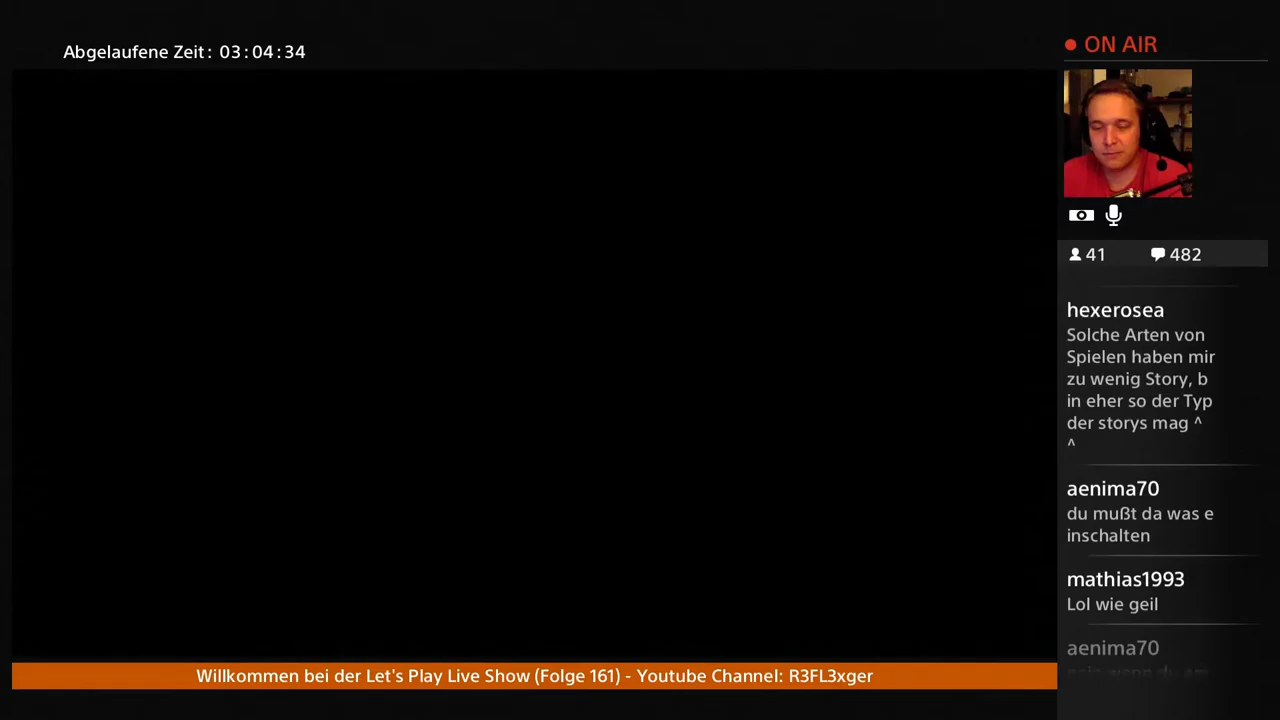 Abgelaufene Zeit: 03:04:34
ON AIR
41 482
hexerosea
Solche Arten von
Spielen haben mir
zu wenig Story, b
in eher so der Typ
der storys mag ^
^
aenima70
du mußt da was e
inschalten
mathias1993
Lol wie geil
aenima70
Willkommen bei der Let's Play Live Show (Folge 161) - Youtube Channel: R3FL3xger